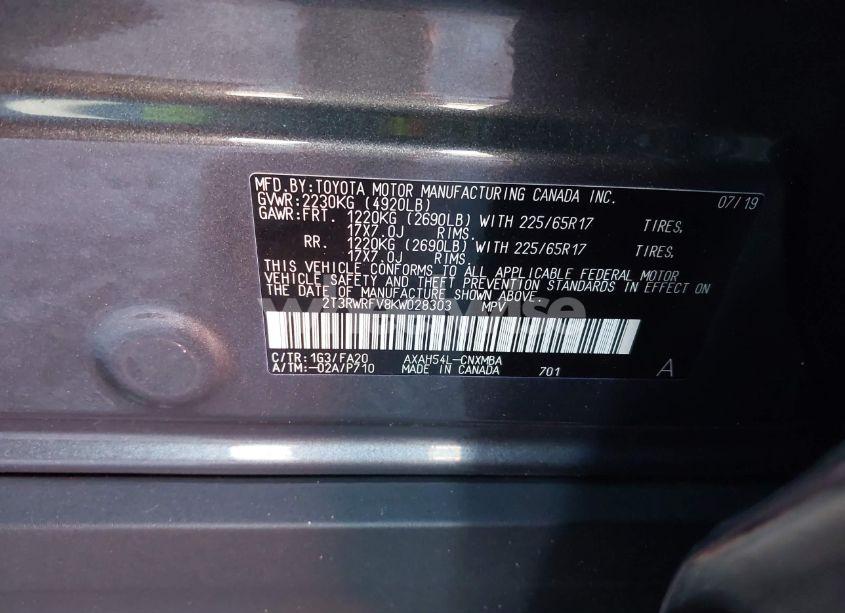 MFD.BY:TOYOTA MOTOR MANUFACTURING CANADA INC. 07/19
GVWR:2230KG (4920LB)
GAWR:FRT. 1220KG (2690LB) WITH 225/65R17 TIRES,
17X7.0J RIMS.
RR. 1220KG (2690LB) WITH 225/65R17 TIRES,
17X7.0J RIMS.
THIS VEHICLE CONFORMS TO ALL APPLICABLE FEDERAL MOTOR
VEHICLE SAFETY AND THEFT PREVENTION STANDARDS IN EFFECT ON
THE DATE OF MANUFACTURE SHOWN ABOVE.
2T3RWRFV8KW028303 MPV
C/TR:1G3/FA20 AXAH54L-CNXMBA
A/TM:-02A/P710 MADE IN CANADA 701 A